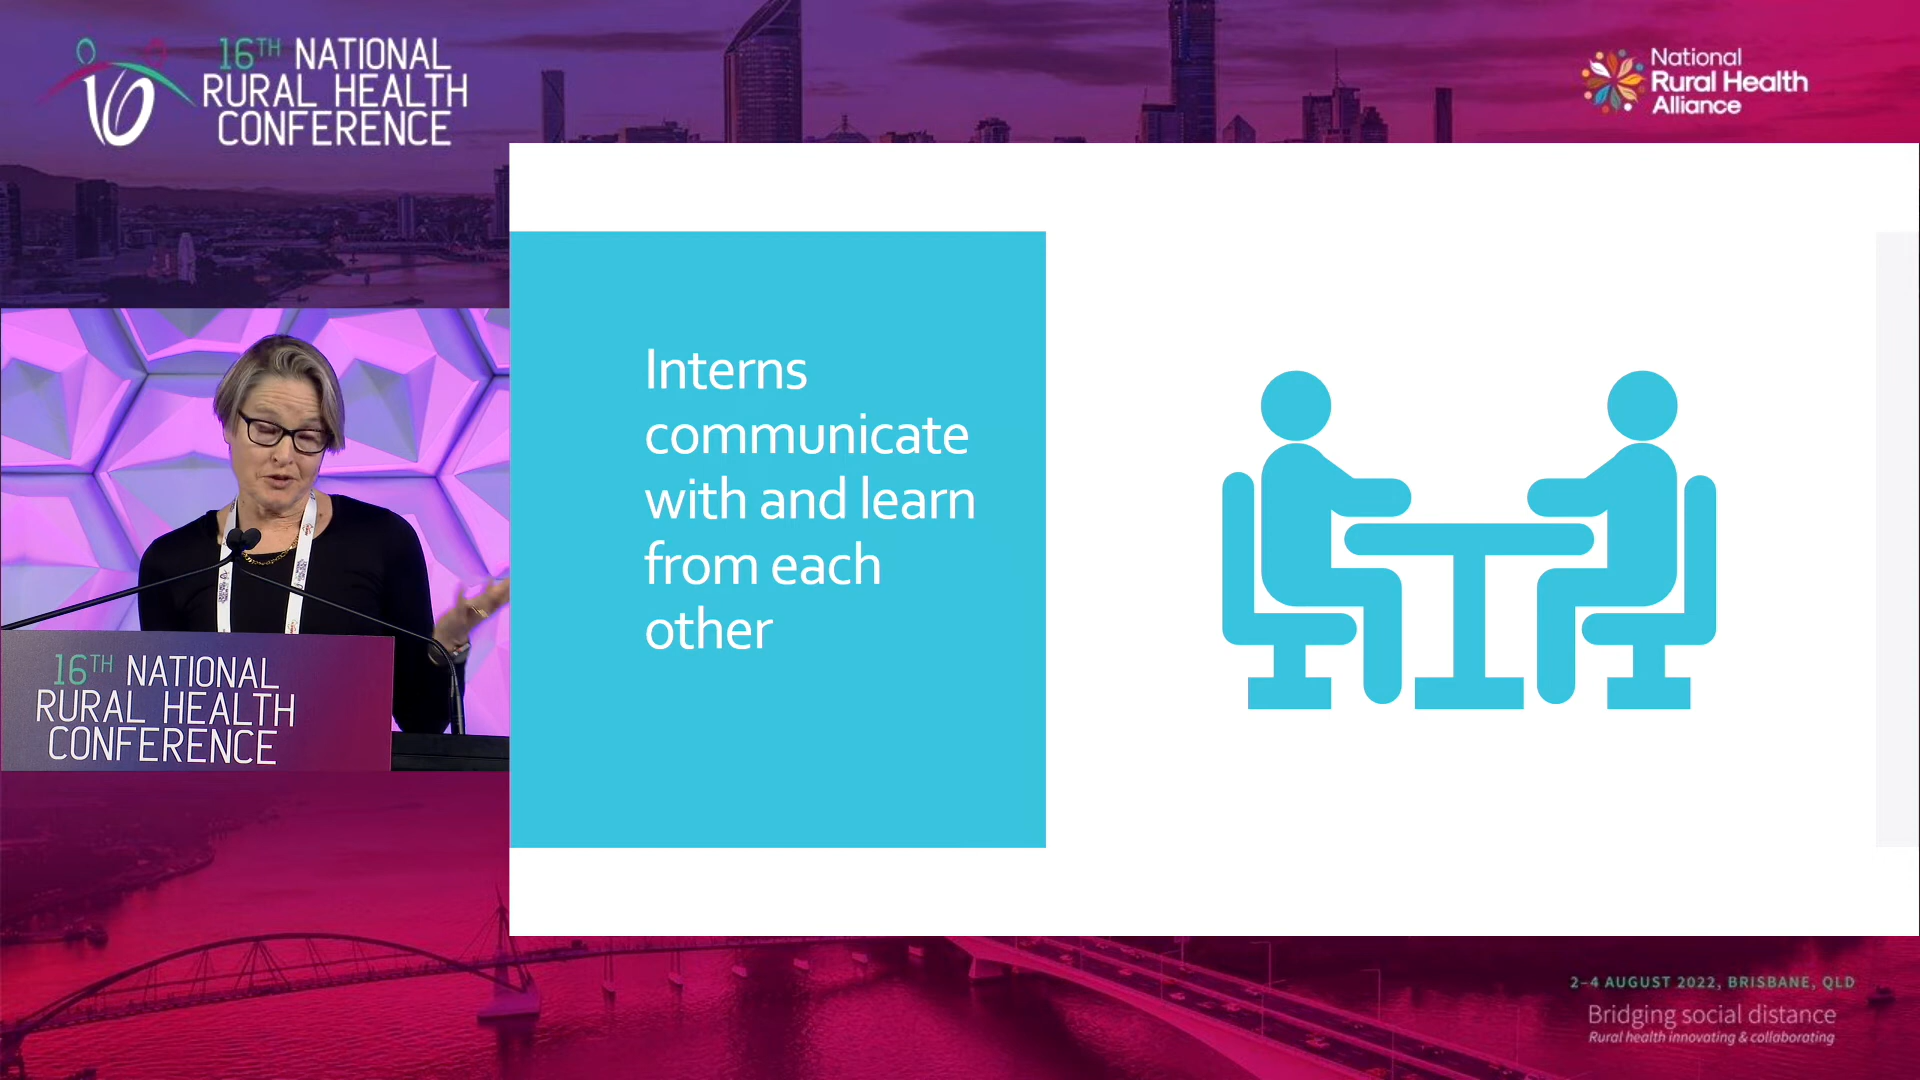 16TH NATIONAL
RURAL HEALTH
CONFERENCE
National
Rural Health
Alliance
Interns
communicate
with and learn
from each
other
16TH NATIONAL
RURAL HEALTH
CONFERENCE
2–4 AUGUST 2022, BRISBANE, QLD
Bridging social distance
Rural health innovating & collaborating